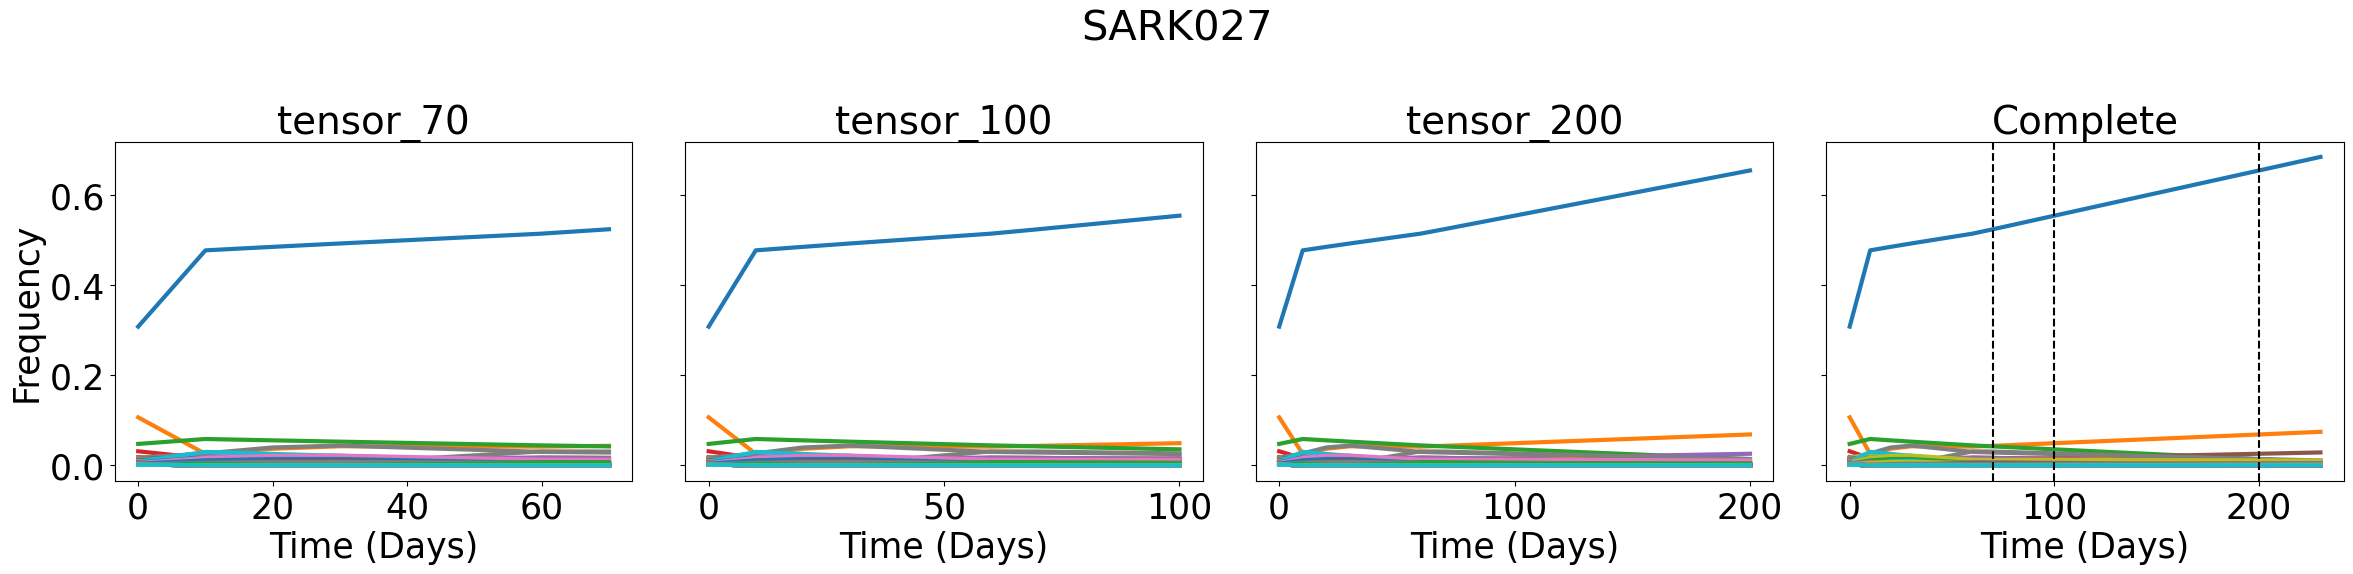 SARK027
tensor_70
tensor_100
tensor_200
Complete
Frequency
0.6
0.4
0.2
0.0
0 20 40 60
0 50 100
0 100 200
0 100 200
Time (Days)
Time (Days)
Time (Days)
Time (Days)